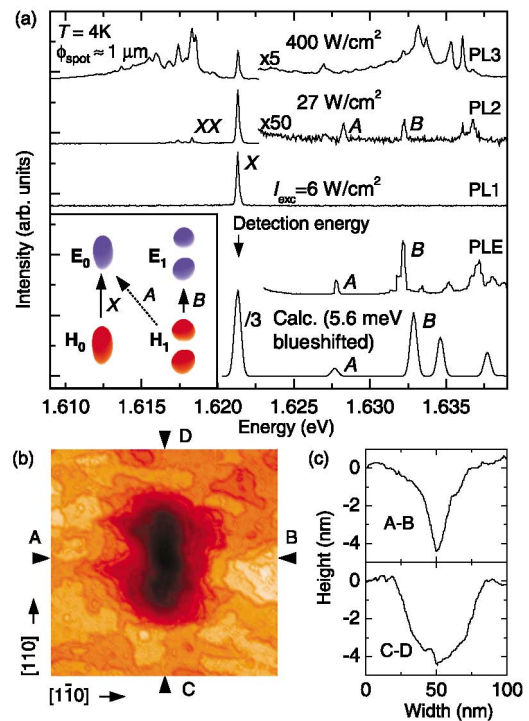 (a)
T = 4K
ϕspot ≈ 1 μm
x5
400 W/cm²
PL3
27 W/cm²
XX
x50
A
B
PL2
X
Iexc=6 W/cm²
PL1
Detection energy
PLE
E₀
E₁
X
A
B
H₀
H₁
A
B
/3
Calc. (5.6 meV
blueshifted)
A
B
Intensity (arb. units)
1.610
1.615
1.620
1.625
1.630
1.635
Energy (eV)
(b)
D
A
B
C
[110]
[11̄0]
(c)
0
-2
-4
A-B
0
-2
-4
C-D
Height (nm)
0
50
100
Width (nm)